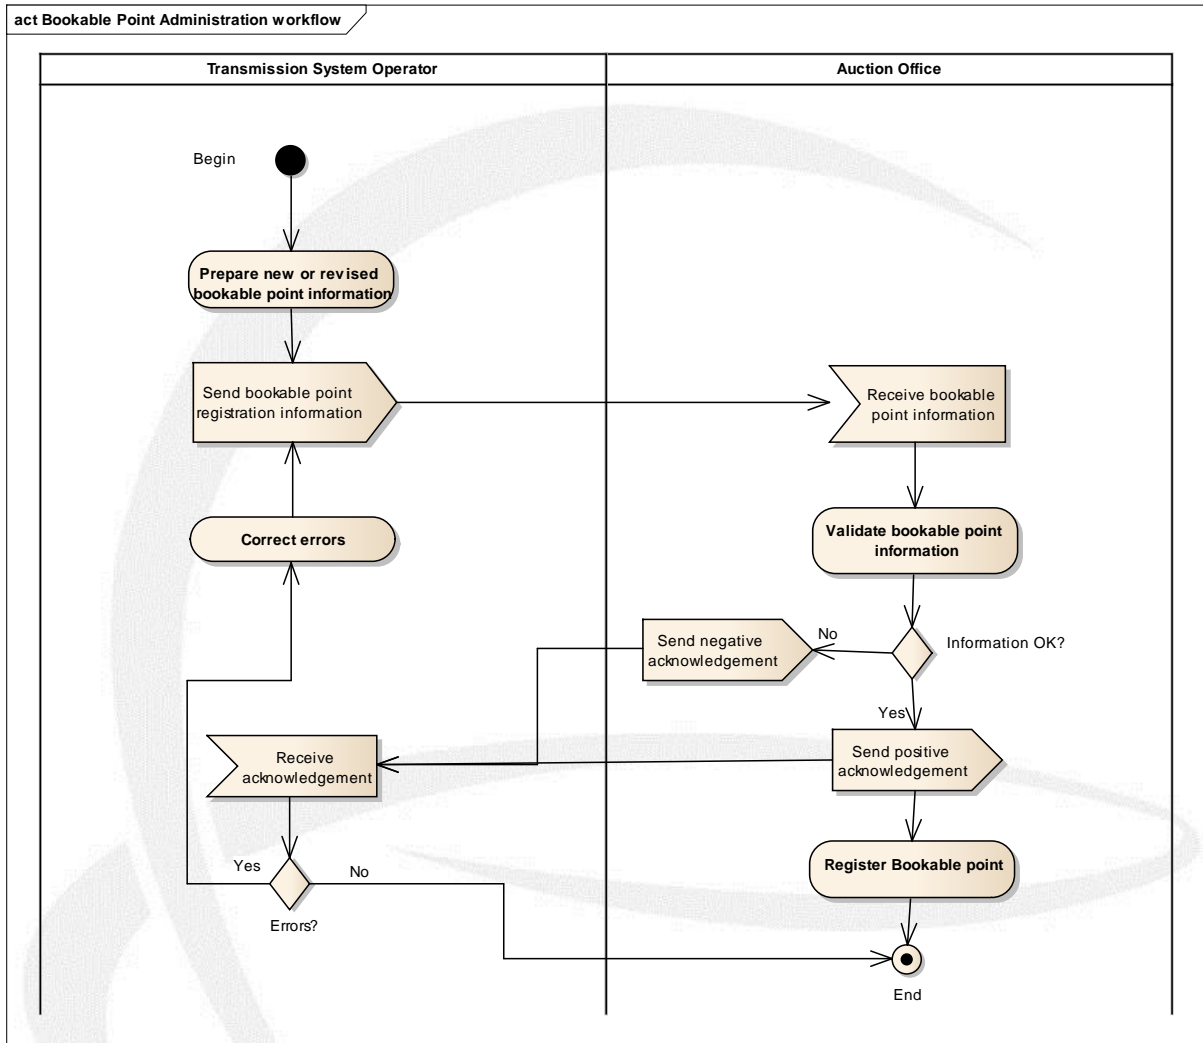 act Bookable Point Administration workflow
Transmission System Operator
Auction Office
Begin
Prepare new or revised
bookable point information
Send bookable point
registration information
Receive bookable
point information
Correct errors
Validate bookable point
information
Send negative
acknowledgement
No
Information OK?
Yes
Receive
acknowledgement
Send positive
acknowledgement
Yes
No
Errors?
Register Bookable point
End